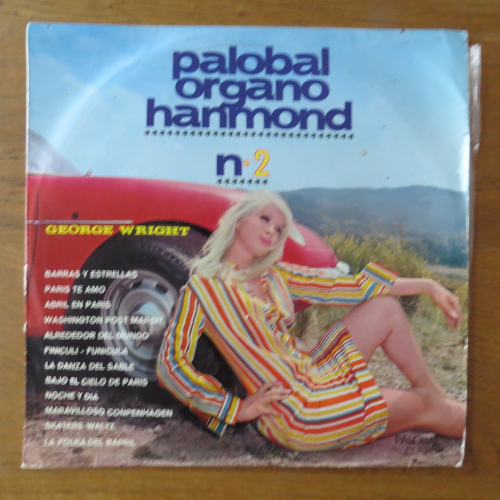 palobal
organo
hammond
n·2
GEORGE WRIGHT
BARRAS Y ESTRELLAS
PARIS TE AMO
ABRIL EN PARIS
WASHINGTON POST MARSH
ALREDEDOR DEL MUNDO
FINICULI - FUNICULA
LA DANZA DEL SABLE
BAJO EL CIELO DE PARIS
NOCHE Y DIA
MARAVILLOSO CONPENHAGEN
SKATERS WALTZ
LA POLKA DEL BARRIL